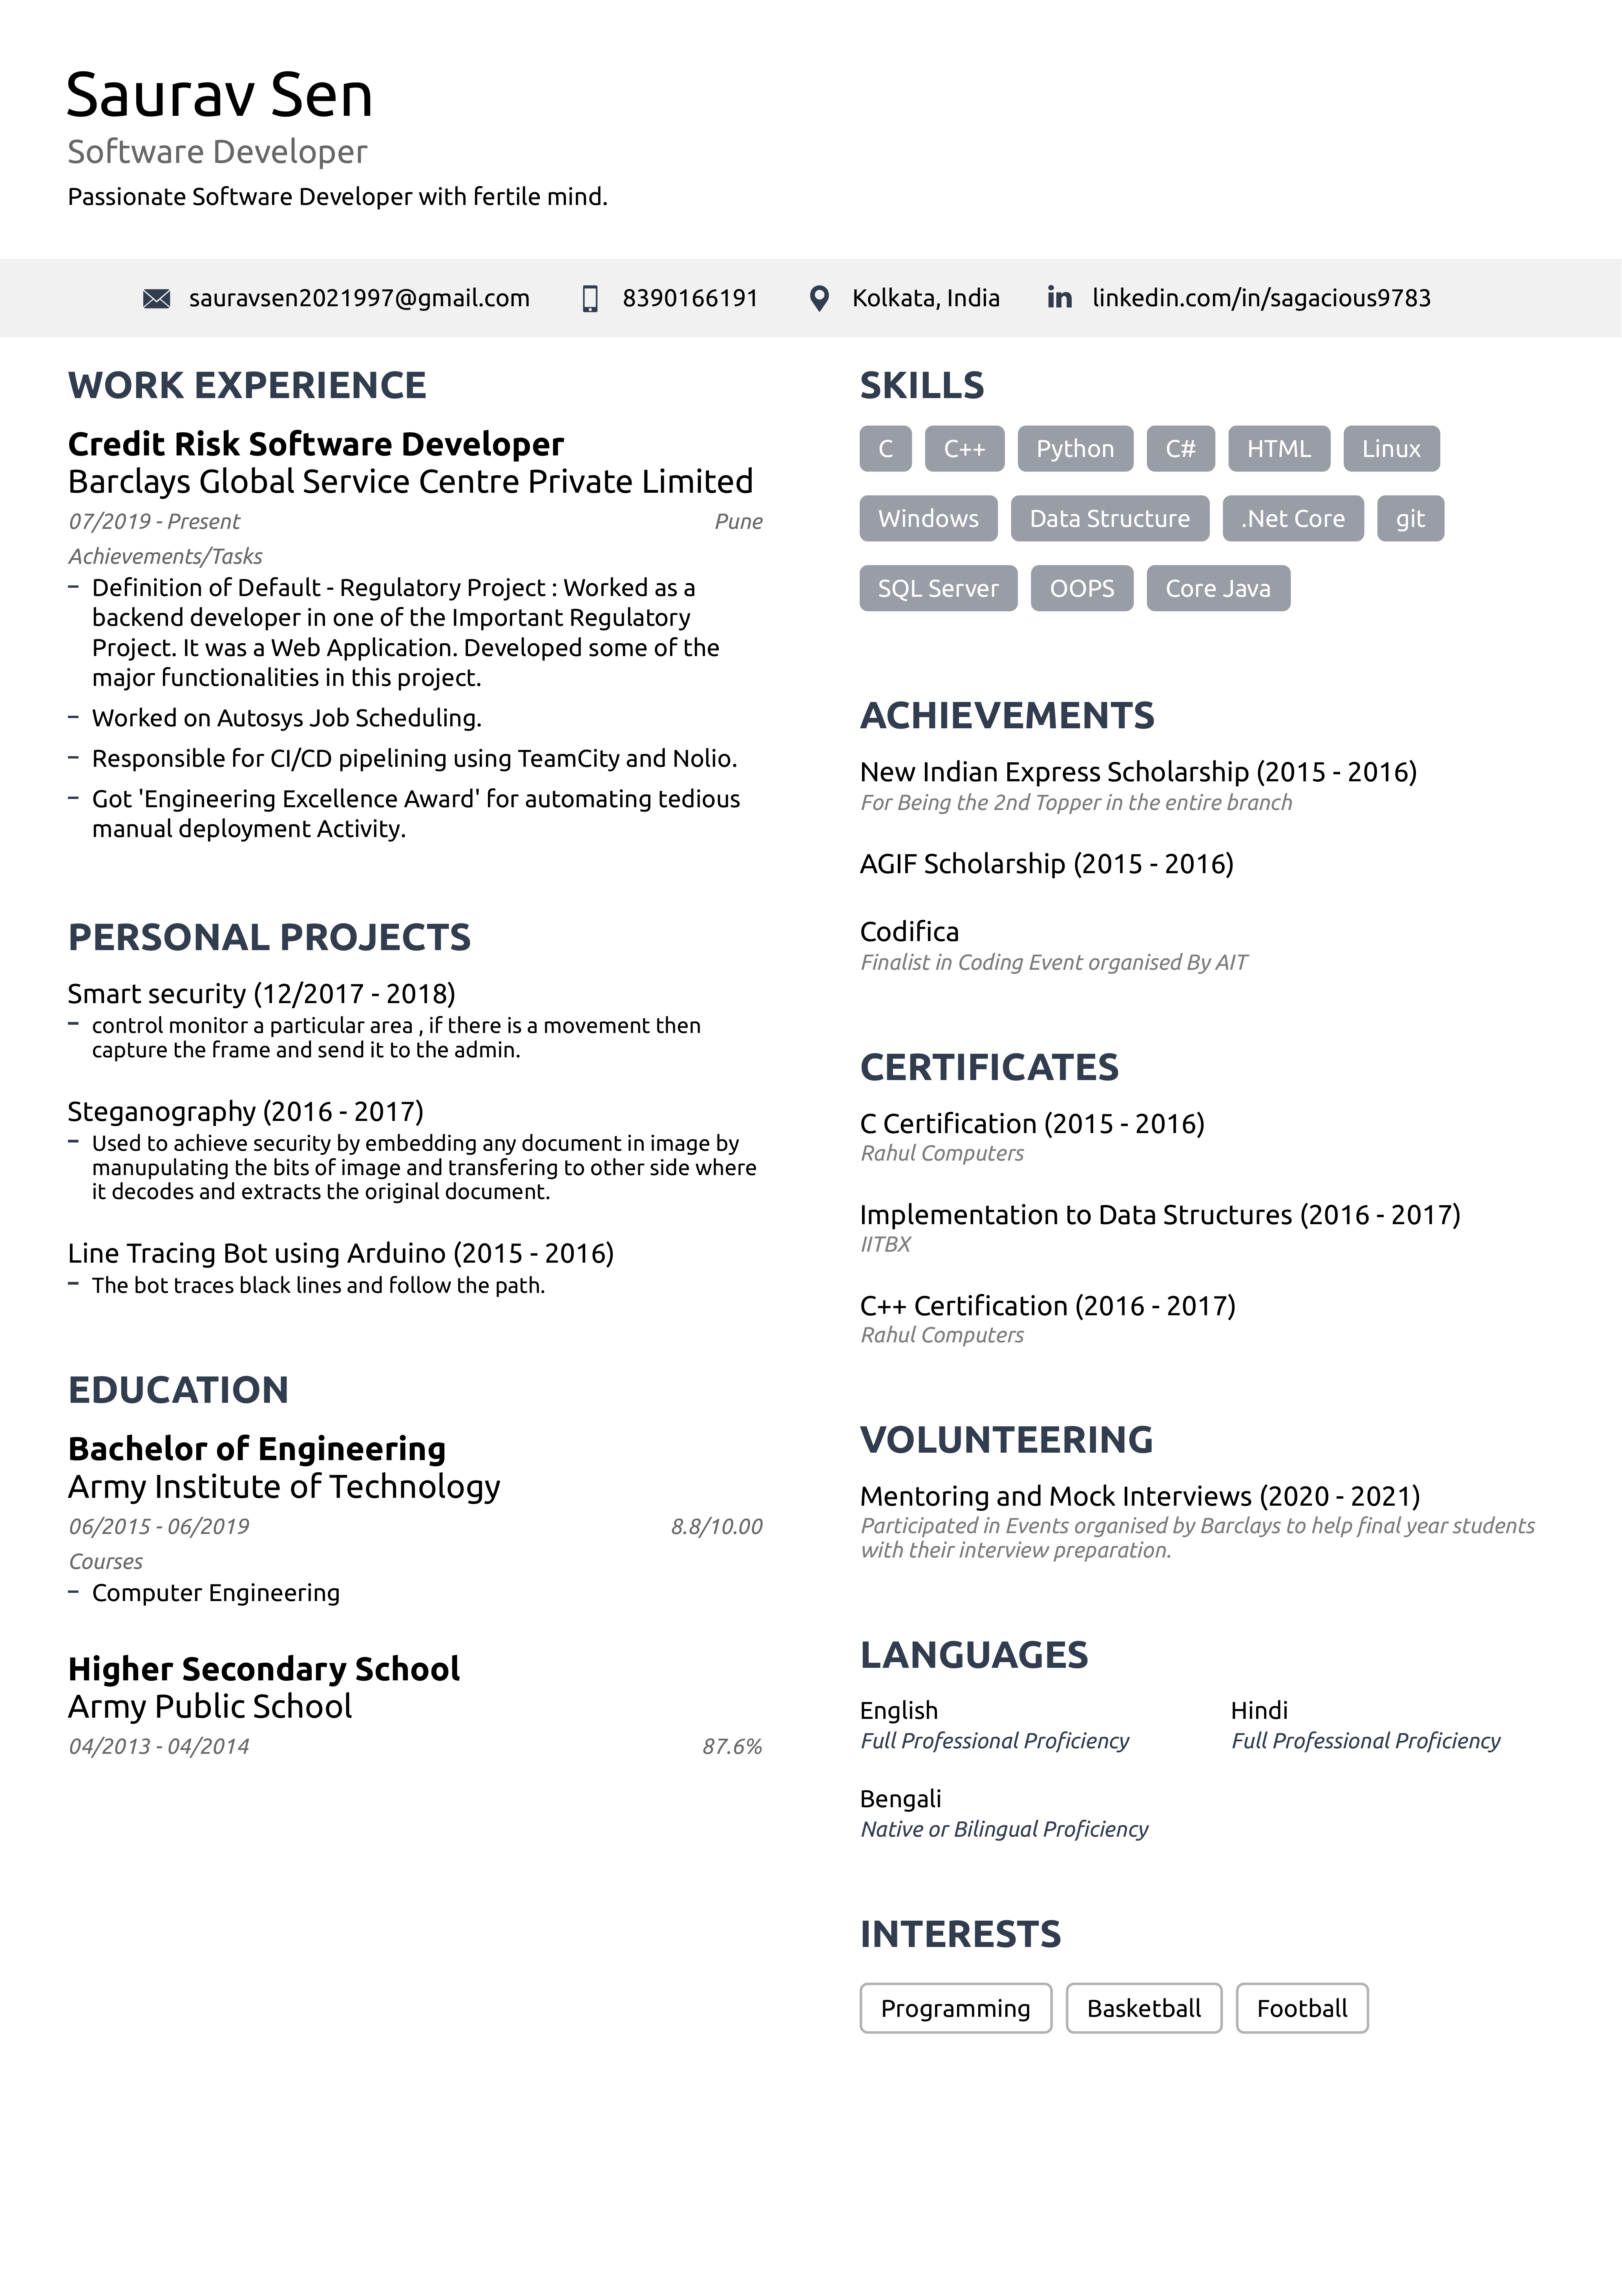 Saurav Sen
Software Developer
Passionate Software Developer with fertile mind.
sauravsen2021997@gmail.com
8390166191
Kolkata, India
linkedin.com/in/sagacious9783
WORK EXPERIENCE
Credit Risk Software Developer
Barclays Global Service Centre Private Limited
07/2019 - Present
Pune
Achievements/Tasks
– Definition of Default - Regulatory Project : Worked as a
backend developer in one of the Important Regulatory
Project. It was a Web Application. Developed some of the
major functionalities in this project.
– Worked on Autosys Job Scheduling.
– Responsible for CI/CD pipelining using TeamCity and Nolio.
– Got 'Engineering Excellence Award' for automating tedious
manual deployment Activity.
PERSONAL PROJECTS
Smart security (12/2017 - 2018)
– control monitor a particular area , if there is a movement then
capture the frame and send it to the admin.
Steganography (2016 - 2017)
– Used to achieve security by embedding any document in image by
manupulating the bits of image and transfering to other side where
it decodes and extracts the original document.
Line Tracing Bot using Arduino (2015 - 2016)
– The bot traces black lines and follow the path.
EDUCATION
Bachelor of Engineering
Army Institute of Technology
06/2015 - 06/2019
8.8/10.00
Courses
– Computer Engineering
Higher Secondary School
Army Public School
04/2013 - 04/2014
87.6%
SKILLS
C
C++
Python
C#
HTML
Linux
Windows
Data Structure
.Net Core
git
SQL Server
OOPS
Core Java
ACHIEVEMENTS
New Indian Express Scholarship (2015 - 2016)
For Being the 2nd Topper in the entire branch
AGIF Scholarship (2015 - 2016)
Codifica
Finalist in Coding Event organised By AIT
CERTIFICATES
C Certification (2015 - 2016)
Rahul Computers
Implementation to Data Structures (2016 - 2017)
IITBX
C++ Certification (2016 - 2017)
Rahul Computers
VOLUNTEERING
Mentoring and Mock Interviews (2020 - 2021)
Participated in Events organised by Barclays to help final year students
with their interview preparation.
LANGUAGES
English
Full Professional Proficiency
Hindi
Full Professional Proficiency
Bengali
Native or Bilingual Proficiency
INTERESTS
Programming
Basketball
Football